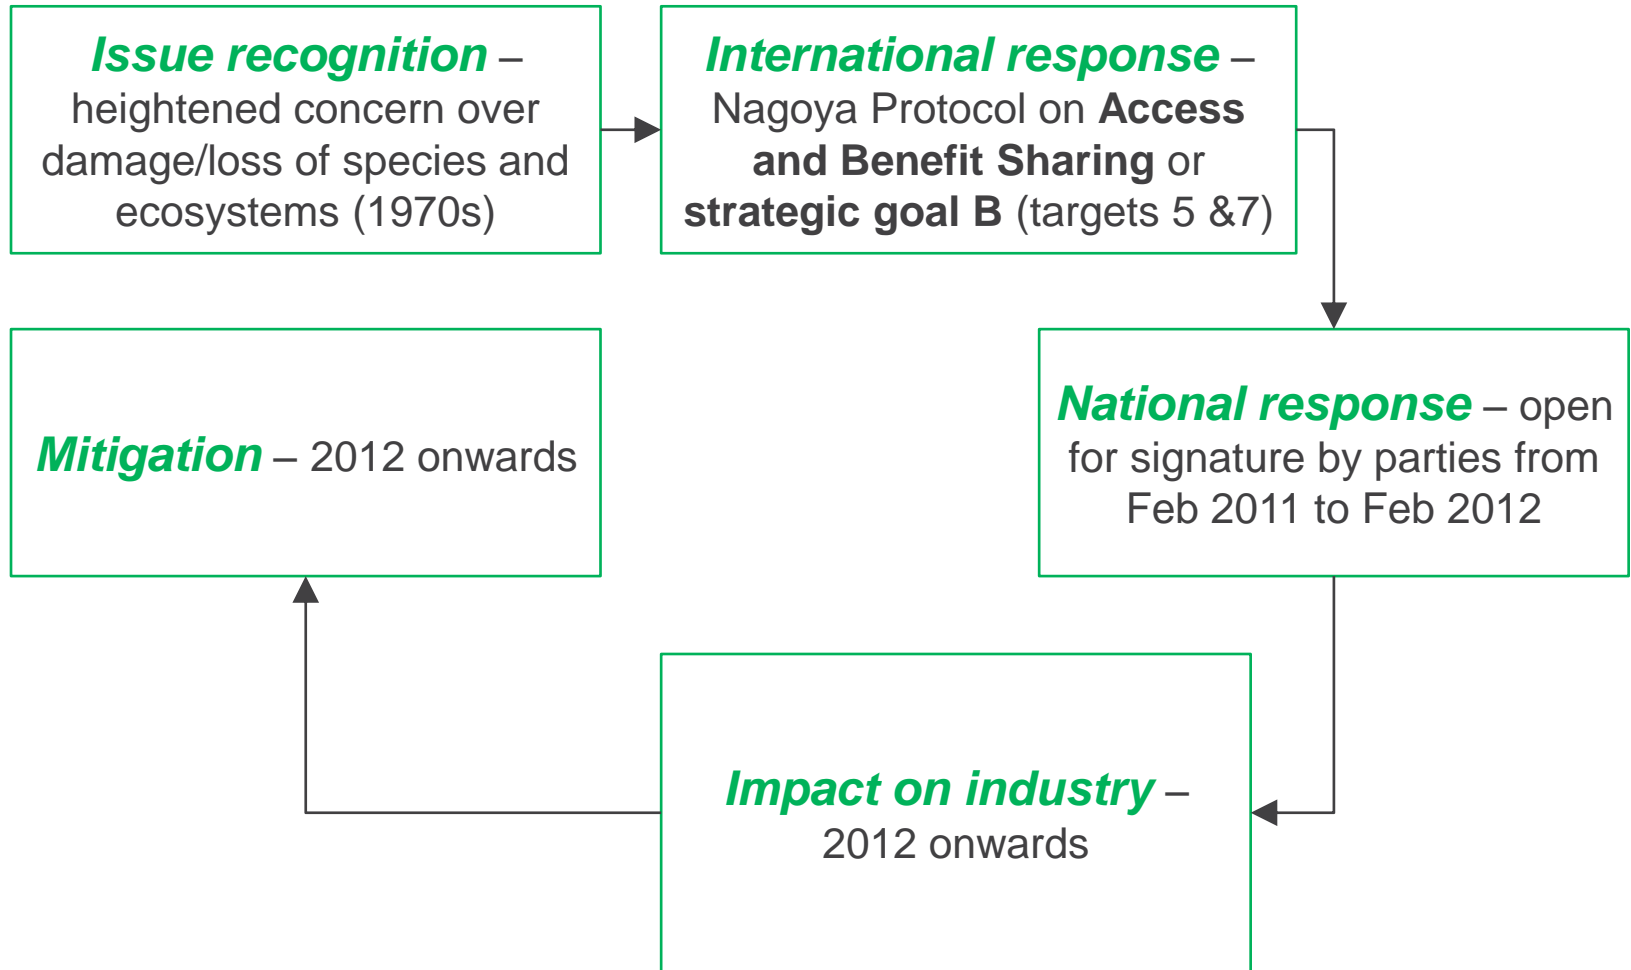 Issue recognition –
heightened concern over
damage/loss of species and
ecosystems (1970s)
International response –
Nagoya Protocol on Access
and Benefit Sharing or
strategic goal B (targets 5 &7)
National response – open
for signature by parties from
Feb 2011 to Feb 2012
Impact on industry –
2012 onwards
Mitigation – 2012 onwards